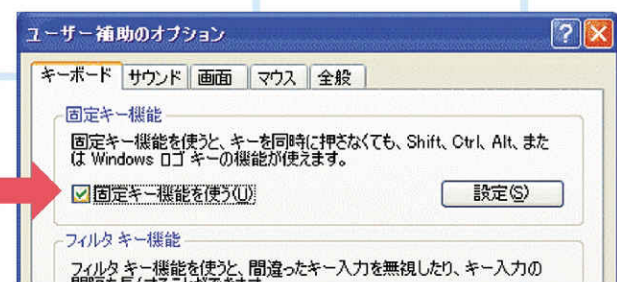 ユーザー補助のオプション
キーボード サウンド 画面 マウス 全般
固定キー機能
固定キー機能を使うと、キーを同時に押さなくても、Shift、Ctrl、Alt、また
は Windows ロゴ キーの機能が使えます。
固定キー機能を使う(U) 設定(S)
フィルタ キー機能
フィルタ キー機能を使うと、間違ったキー入力を無視したり、キー入力の